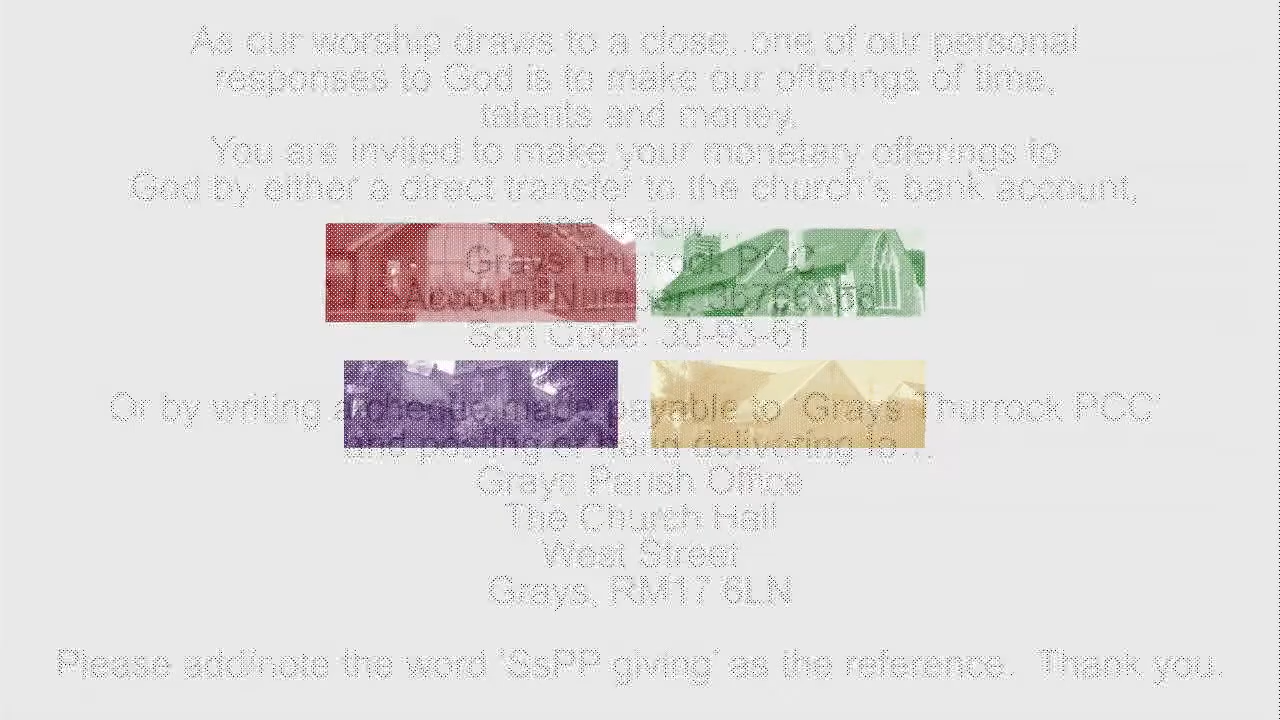 As our worship draws to a close, one of our personal
responses to God is to make our offerings of time,
talents and money.
You are invited to make your monetary offerings to
God by either a direct transfer to the church's bank account,
see below...
Grays Thurrock PCC
Account Number:
Sort Code:
Or by writing a cheque made payable to 'Grays Thurrock PCC'
and posting or hand delivering to...
Grays Parish Office
The Church Hall
West Street
Grays, RM17 6LN
Please add/note the word 'SsPP giving' as the reference. Thank you.